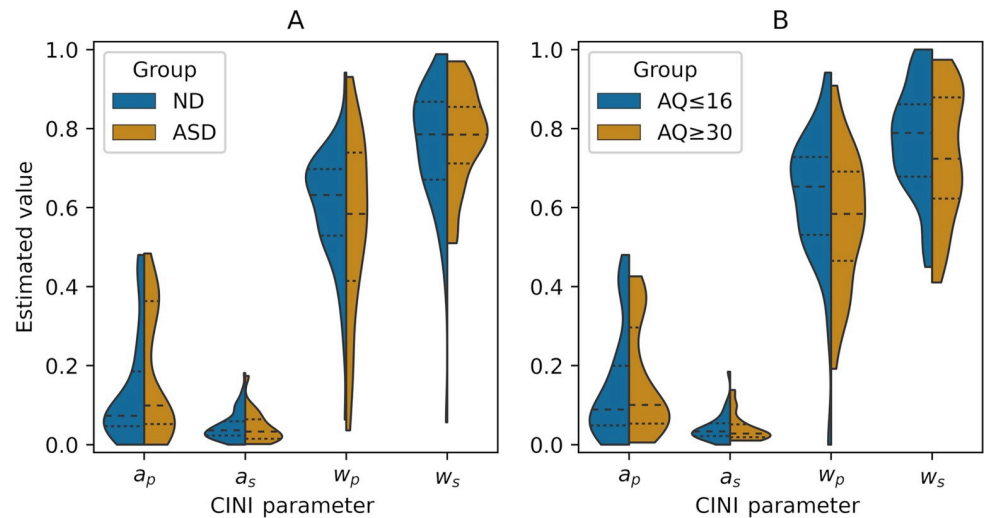 A
B
Group
ND
ASD
Group
AQ≤16
AQ≥30
Estimated value
1.0
0.8
0.6
0.4
0.2
0.0
1.0
0.8
0.6
0.4
0.2
0.0
a_p a_s w_p w_s
a_p a_s w_p w_s
CINI parameter
CINI parameter